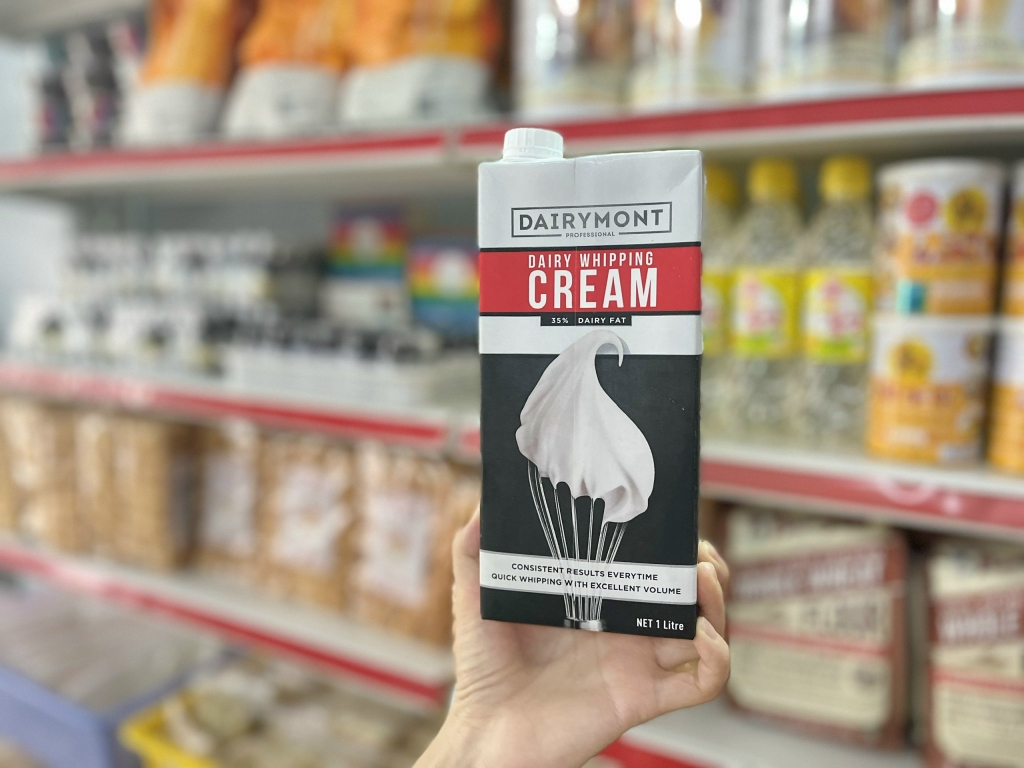 DAIRYMONT
PROFESSIONAL
DAIRY WHIPPING
CREAM
35% DAIRY FAT
CONSISTENT RESULTS EVERYTIME
QUICK WHIPPING WITH EXCELLENT VOLUME
NET 1 Litre